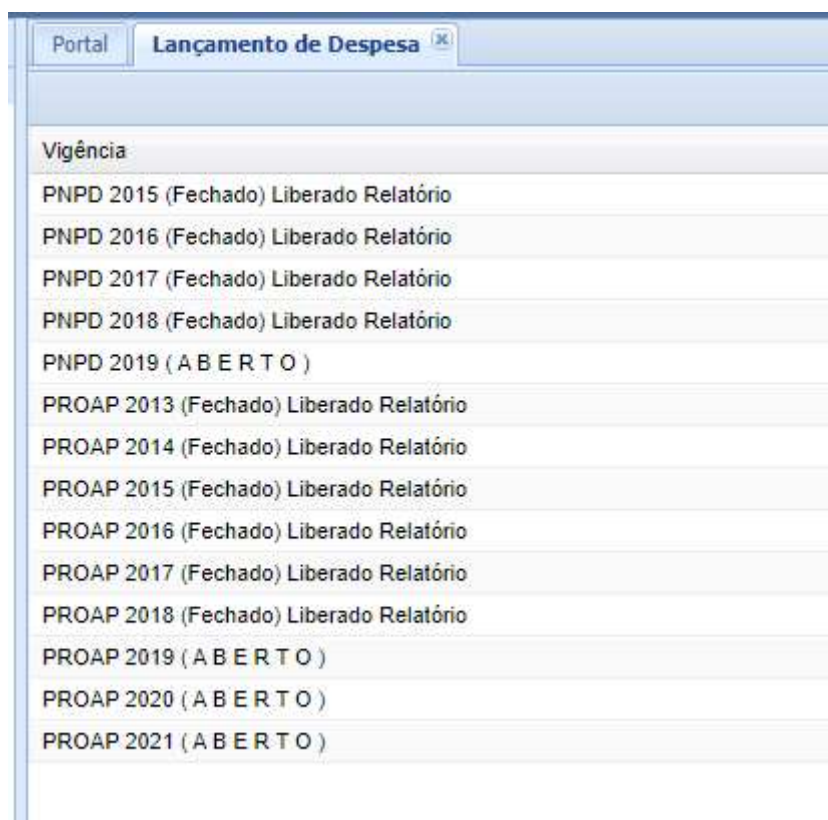 Portal
Lançamento de Despesa
Vigência
PNPD 2015 (Fechado) Liberado Relatório
PNPD 2016 (Fechado) Liberado Relatório
PNPD 2017 (Fechado) Liberado Relatório
PNPD 2018 (Fechado) Liberado Relatório
PNPD 2019 ( A B E R T O )
PROAP 2013 (Fechado) Liberado Relatório
PROAP 2014 (Fechado) Liberado Relatório
PROAP 2015 (Fechado) Liberado Relatório
PROAP 2016 (Fechado) Liberado Relatório
PROAP 2017 (Fechado) Liberado Relatório
PROAP 2018 (Fechado) Liberado Relatório
PROAP 2019 ( A B E R T O )
PROAP 2020 ( A B E R T O )
PROAP 2021 ( A B E R T O )